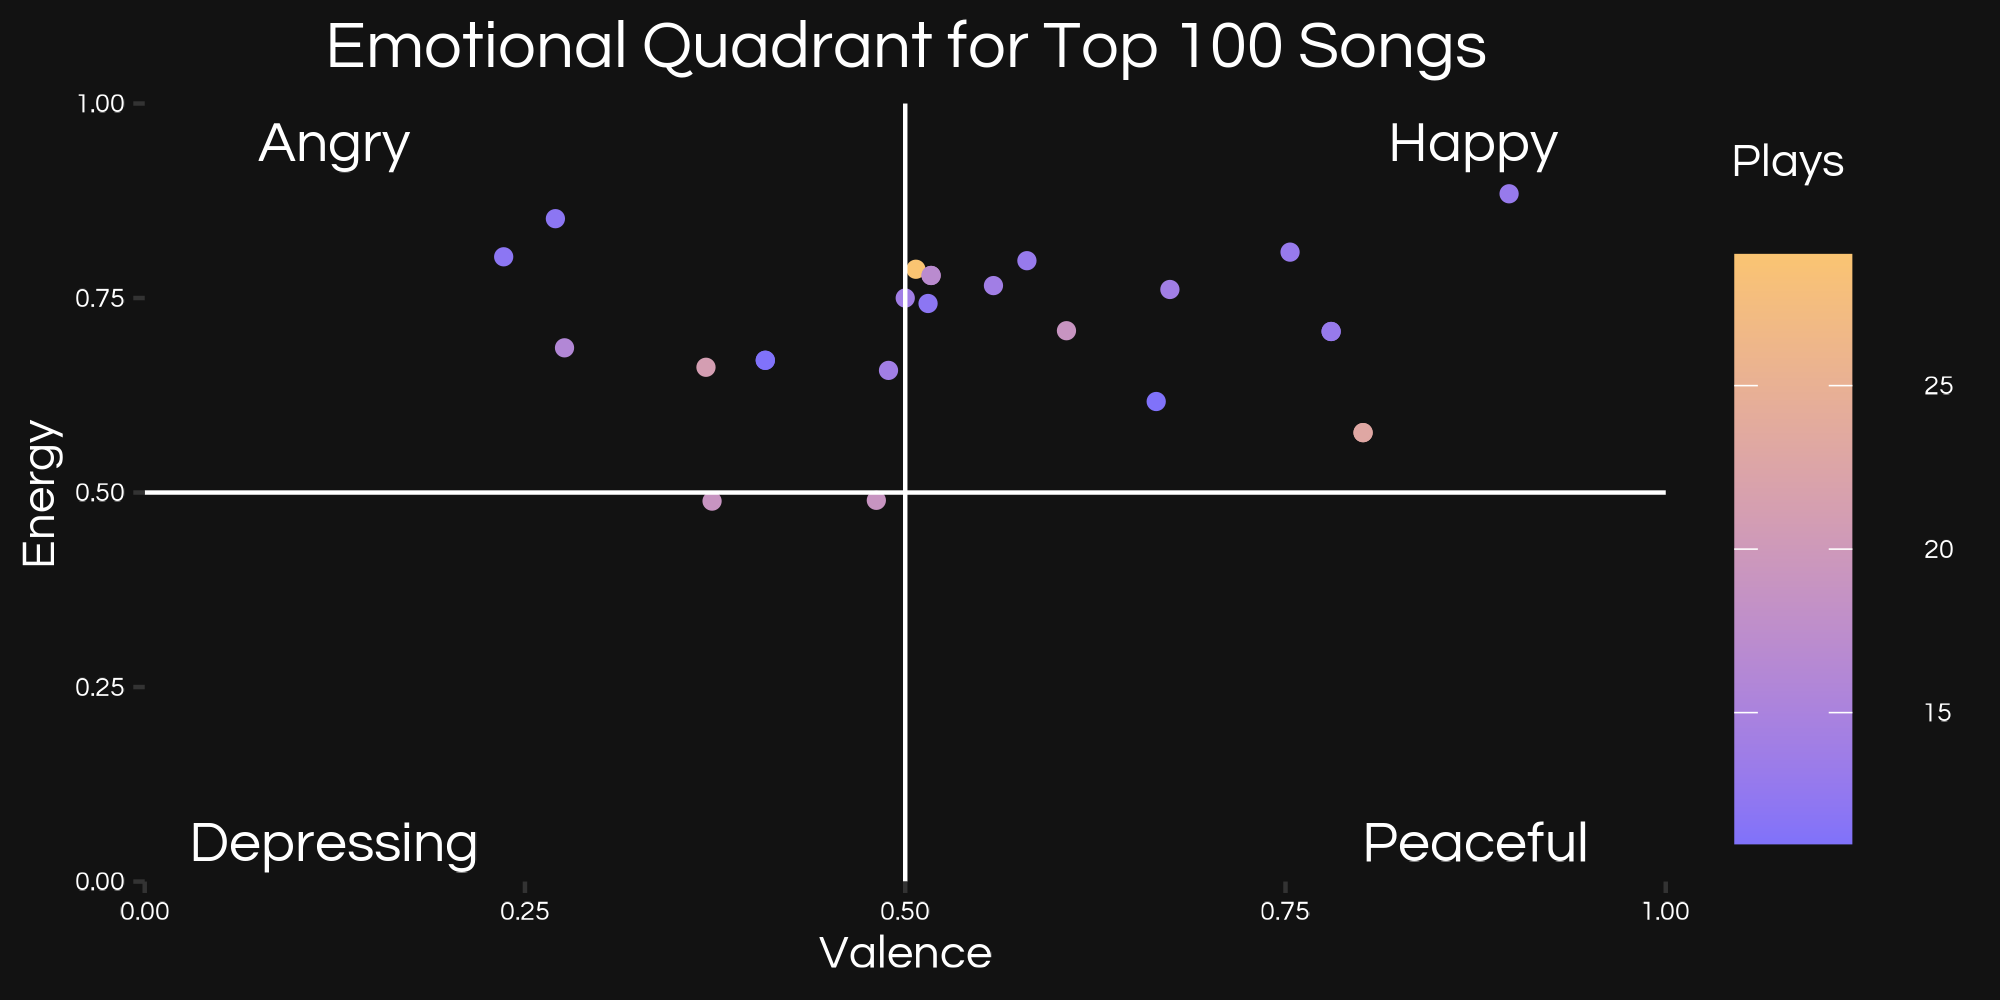 Emotional Quadrant for Top 100 Songs
1.00
Angry
Happy
Plays
0.75
25
Energy
0.50
20
0.25
15
Depressing
Peaceful
0.00
0.00
0.25
0.50
0.75
1.00
Valence